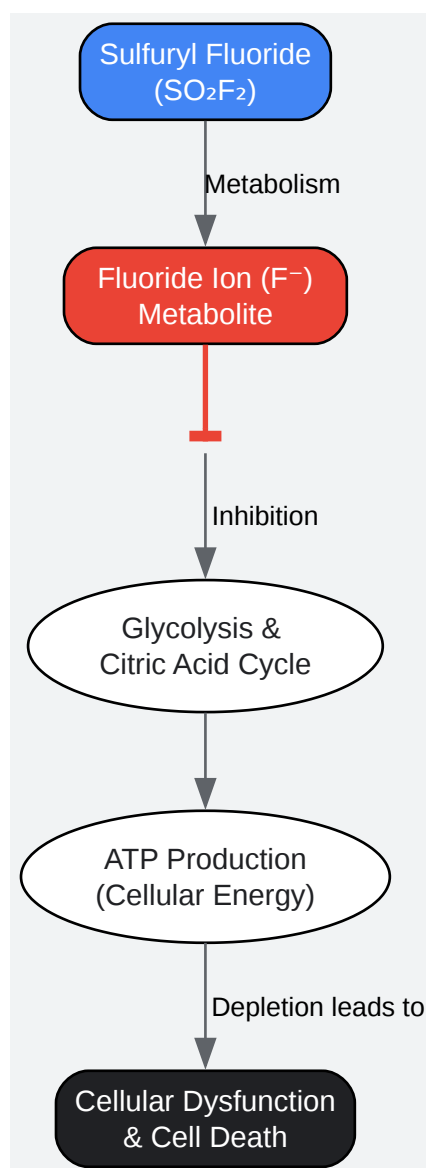 Sulfuryl Fluoride
(SO₂F₂)
Metabolism
Fluoride Ion (F⁻)
Metabolite
Inhibition
Glycolysis &
Citric Acid Cycle
ATP Production
(Cellular Energy)
Depletion leads to
Cellular Dysfunction
& Cell Death